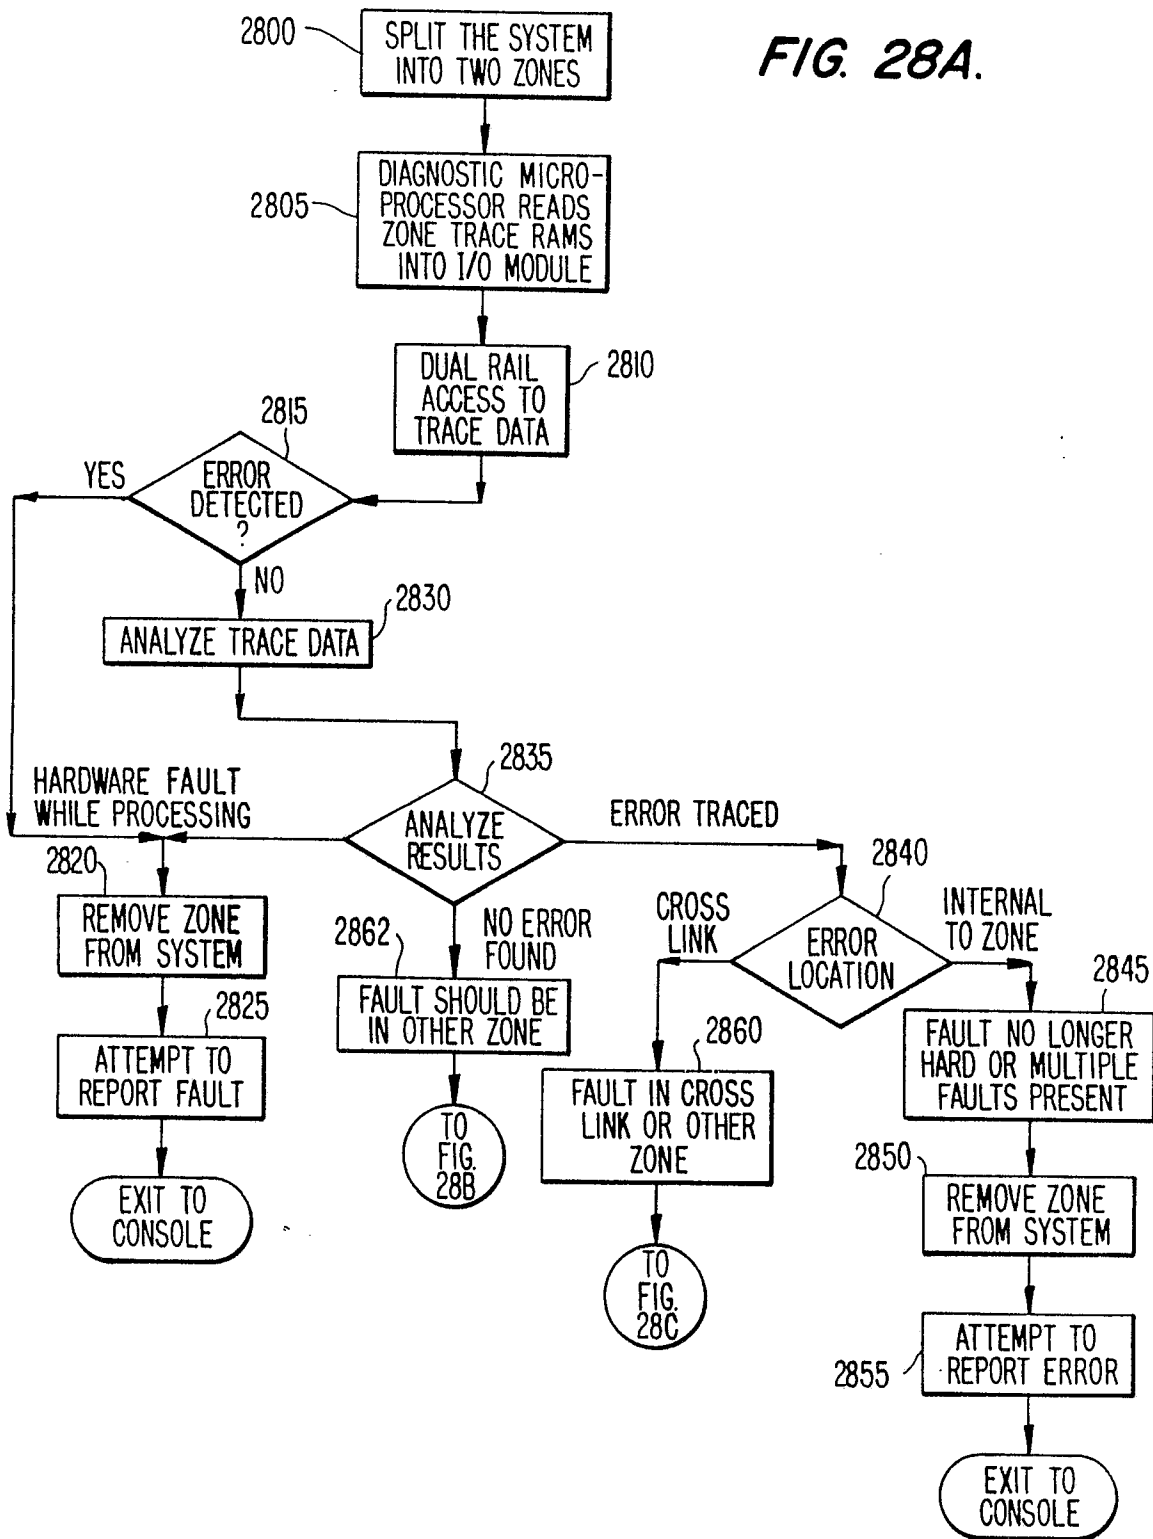 FIG. 28A.
2800
SPLIT THE SYSTEM
INTO TWO ZONES
2805
DIAGNOSTIC MICRO-
PROCESSOR READS
ZONE TRACE RAMS
INTO I/O MODULE
2810
DUAL RAIL
ACCESS TO
TRACE DATA
2815
YES
ERROR
DETECTED
?
NO
2830
ANALYZE TRACE DATA
2835
HARDWARE FAULT
WHILE PROCESSING
ANALYZE
RESULTS
ERROR TRACED
2820
REMOVE ZONE
FROM SYSTEM
2825
ATTEMPT TO
REPORT FAULT
EXIT TO
CONSOLE
NO ERROR
FOUND
2862
FAULT SHOULD BE
IN OTHER ZONE
TO
FIG.
28B
2840
CROSS
LINK
ERROR
LOCATION
INTERNAL
TO ZONE
2860
FAULT IN CROSS
LINK OR OTHER
ZONE
TO
FIG.
28C
2845
FAULT NO LONGER
HARD OR MULTIPLE
FAULTS PRESENT
2850
REMOVE ZONE
FROM SYSTEM
2855
ATTEMPT TO
REPORT ERROR
EXIT TO
CONSOLE